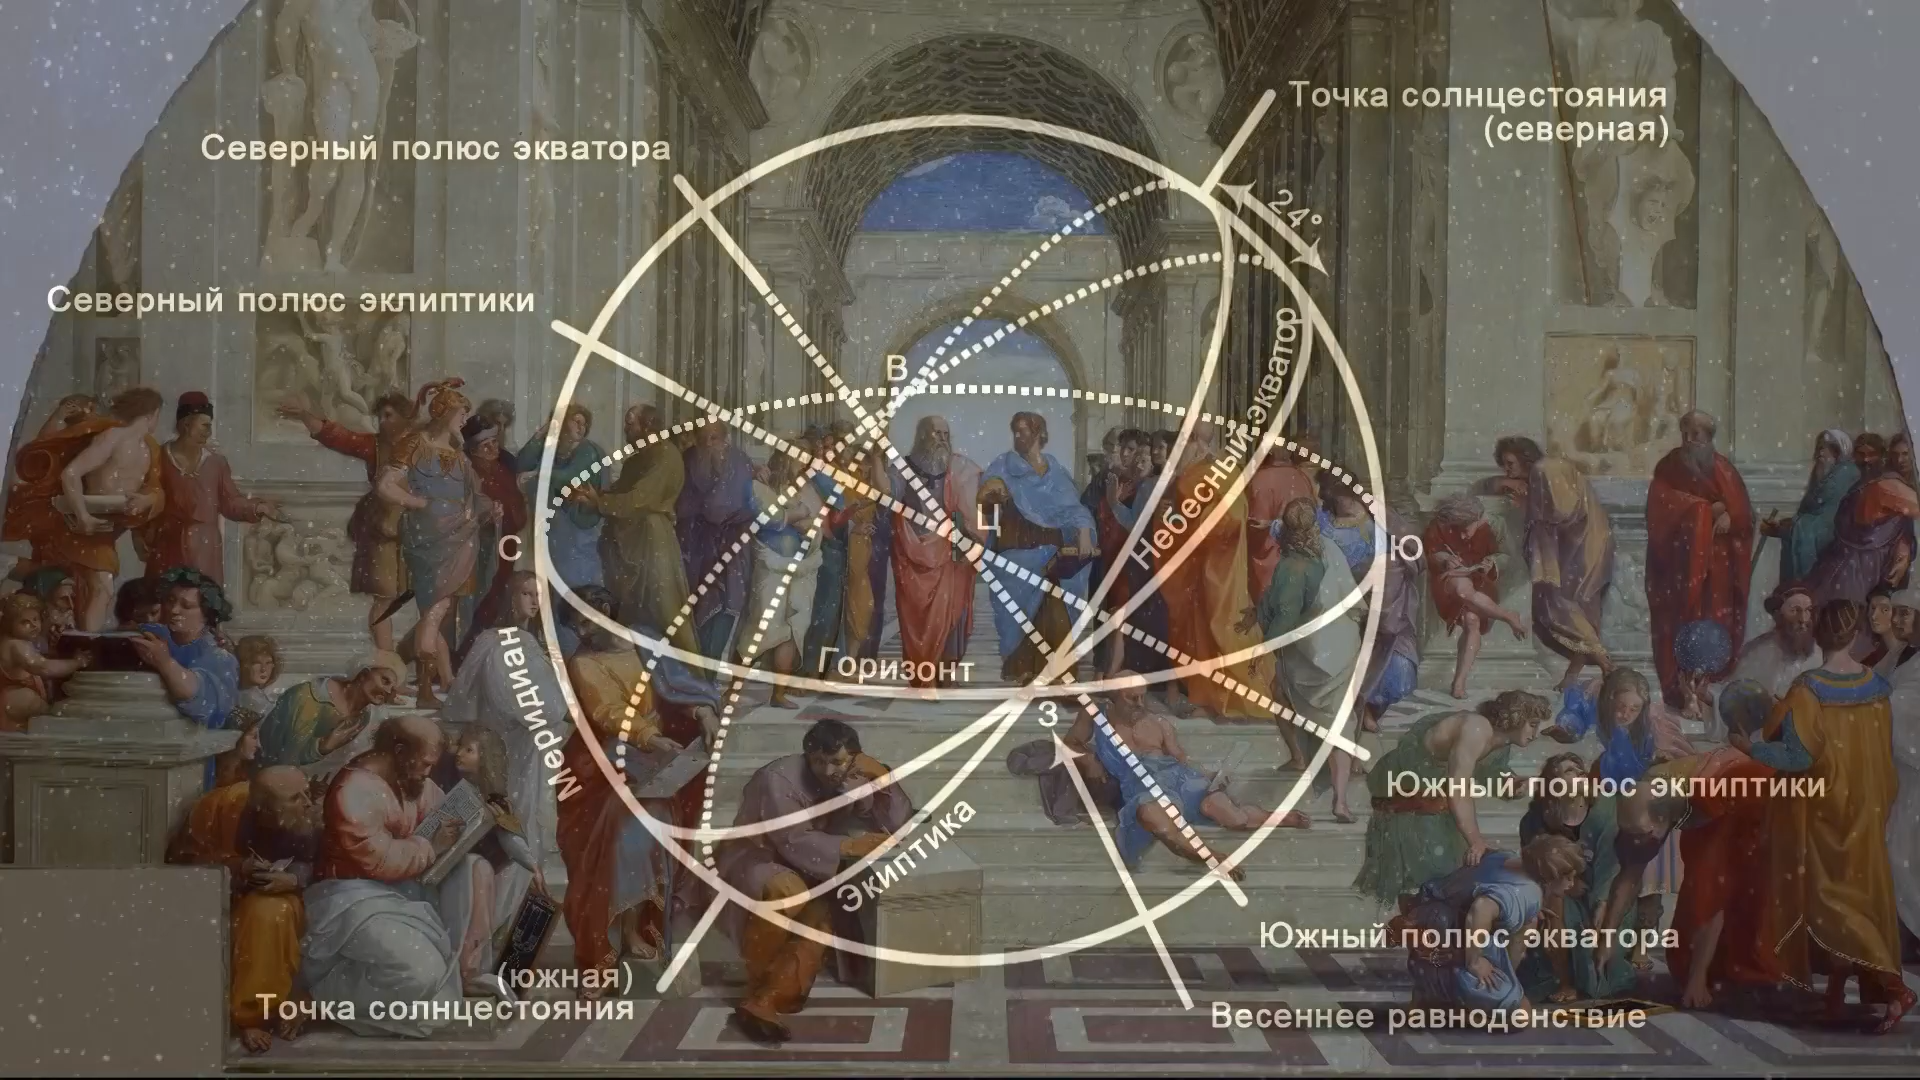 Точка солнцестояния
(северная)
Северный полюс экватора
24°
Северный полюс эклиптики
В
Небесный экватор
Ц
С
Ю
Горизонт
Меридиан
З
Южный полюс эклиптики
Экиптика
Южный полюс экватора
(южная)
Точка солнцестояния
Весеннее равноденствие